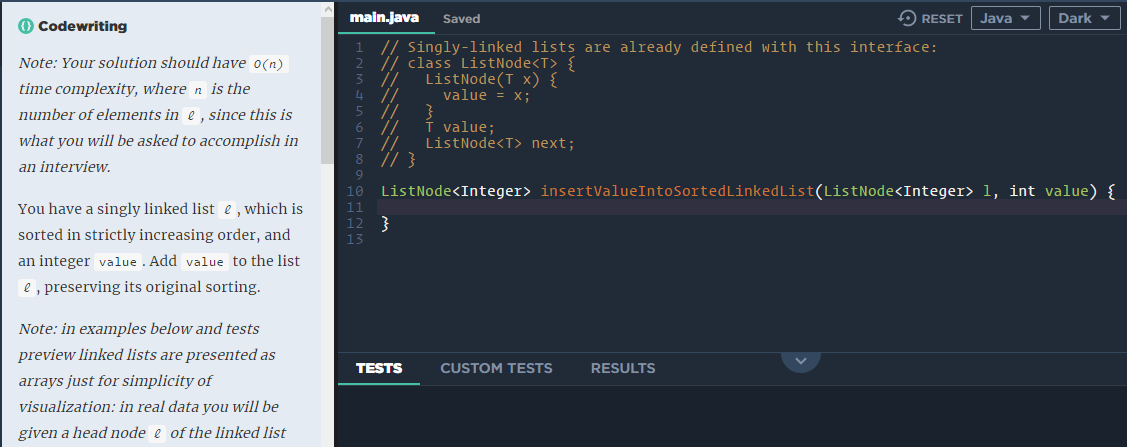 Codewriting
Note: Your solution should have O(n)
time complexity, where n is the
number of elements in ℓ, since this is
what you will be asked to accomplish in
an interview.
You have a singly linked list ℓ, which is
sorted in strictly increasing order, and
an integer value. Add value to the list
ℓ, preserving its original sorting.
Note: in examples below and tests
preview linked lists are presented as
arrays just for simplicity of
visualization: in real data you will be
given a head node ℓ of the linked list
main.java Saved RESET Java Dark
1 // Singly-linked lists are already defined with this interface:
2 // class ListNode<T> {
3 //   ListNode(T x) {
4 //     value = x;
5 //   }
6 //   T value;
7 //   ListNode<T> next;
8 // }
9
10 ListNode<Integer> insertValueIntoSortedLinkedList(ListNode<Integer> l, int value) {
11
12 }
13
TESTS CUSTOM TESTS RESULTS